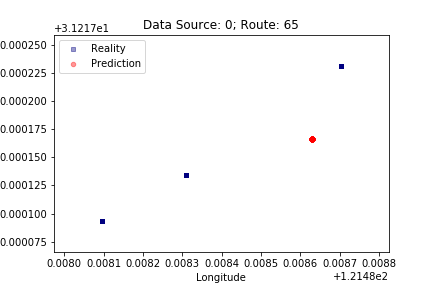 +3.1217e1
Data Source: 0; Route: 65
0.000250
0.000225
0.000200
0.000175
0.000150
0.000125
0.000100
0.000075
Reality
Prediction
0.0080 0.0081 0.0082 0.0083 0.0084 0.0085 0.0086 0.0087 0.0088
Longitude
+1.2148e2